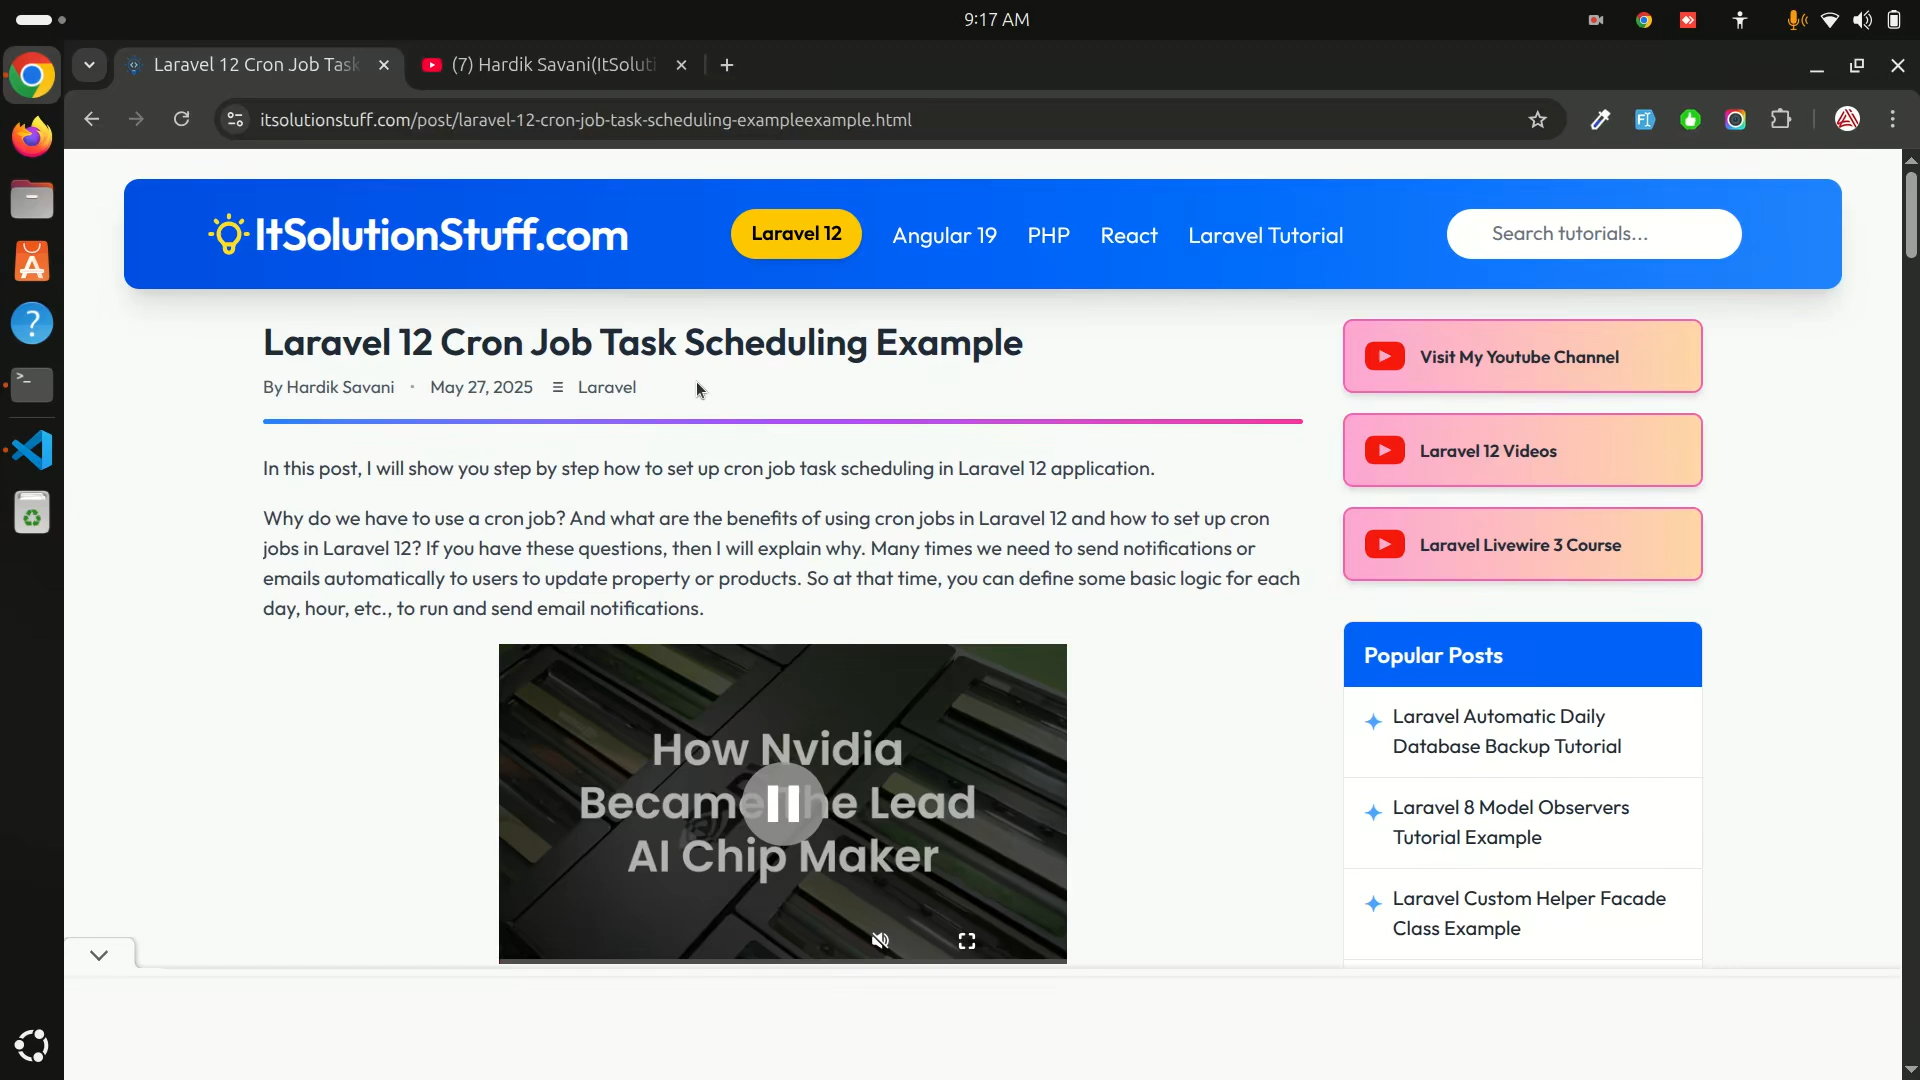 9:17 AM
Laravel 12 Cron Job Task
(7) Hardik Savani(ItSoluti
itsolutionstuff.com/post/laravel-12-cron-job-task-scheduling-exampleexample.html
ItSolutionStuff.com
Laravel 12
Angular 19
PHP
React
Laravel Tutorial
Search tutorials...
Laravel 12 Cron Job Task Scheduling Example
By Hardik Savani • May 27, 2025 Laravel
In this post, I will show you step by step how to set up cron job task scheduling in Laravel 12 application.
Why do we have to use a cron job? And what are the benefits of using cron jobs in Laravel 12 and how to set up cron
jobs in Laravel 12? If you have these questions, then I will explain why. Many times we need to send notifications or
emails automatically to users to update property or products. So at that time, you can define some basic logic for each
day, hour, etc., to run and send email notifications.
How Nvidia
Became The Lead
AI Chip Maker
Visit My Youtube Channel
Laravel 12 Videos
Laravel Livewire 3 Course
Popular Posts
Laravel Automatic Daily
Database Backup Tutorial
Laravel 8 Model Observers
Tutorial Example
Laravel Custom Helper Facade
Class Example